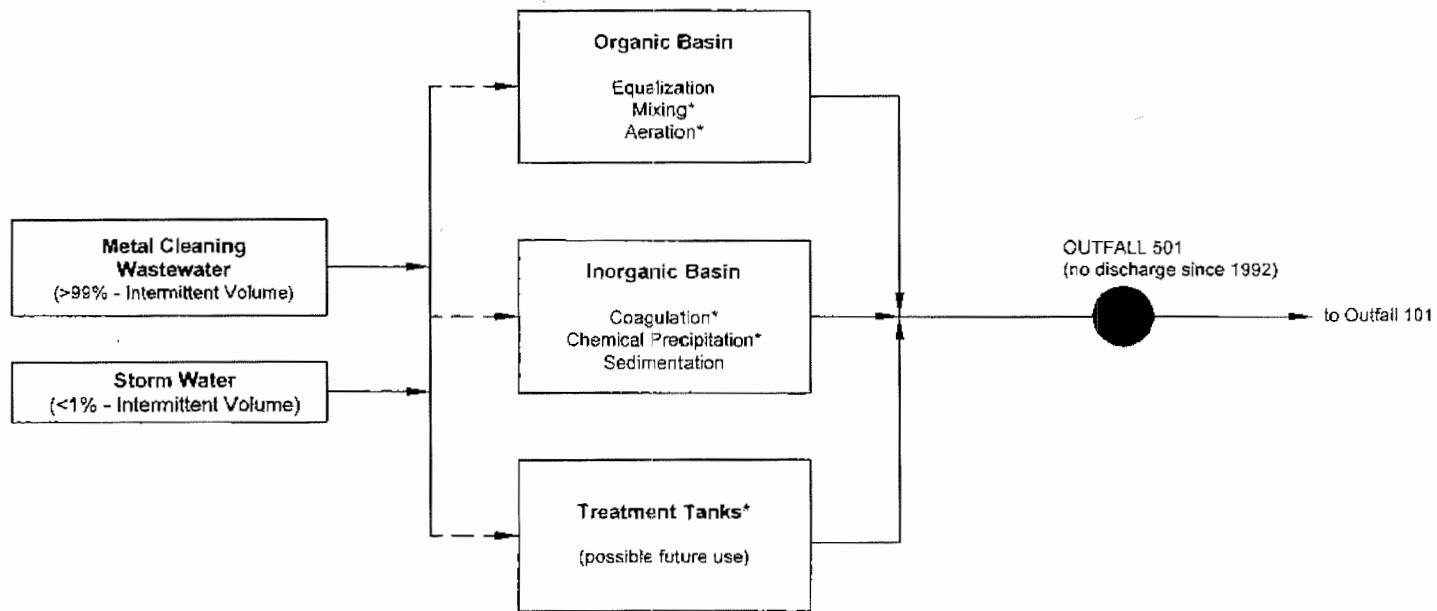 Organic Basin
Equalization
Mixing*
Aeration*
Metal Cleaning
Wastewater
(>99% - Intermittent Volume)
Storm Water
(<1% - Intermittent Volume)
Inorganic Basin
Coagulation*
Chemical Precipitation*
Sedimentation
Treatment Tanks*
(possible future use)
OUTFALL 501
(no discharge since 1992)
to Outfall 101